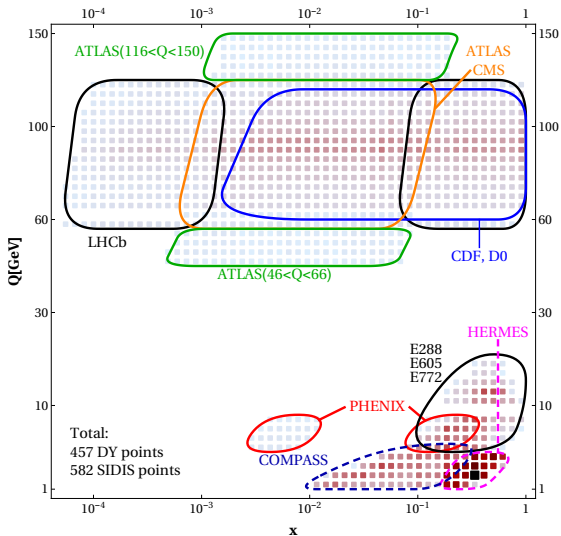 10⁻⁴ 10⁻³ 10⁻² 10⁻¹ 1
150 150
ATLAS(116<Q<150) ATLAS
CMS
100 100
60 60
LHCb
CDF, D0
ATLAS(46<Q<66)
Q[GeV]
30 30
HERMES
E288
E605
E772
10 10
PHENIX
Total:
457 DY points
COMPASS
582 SIDIS points
1 1
10⁻⁴ 10⁻³ 10⁻² 10⁻¹ 1
x